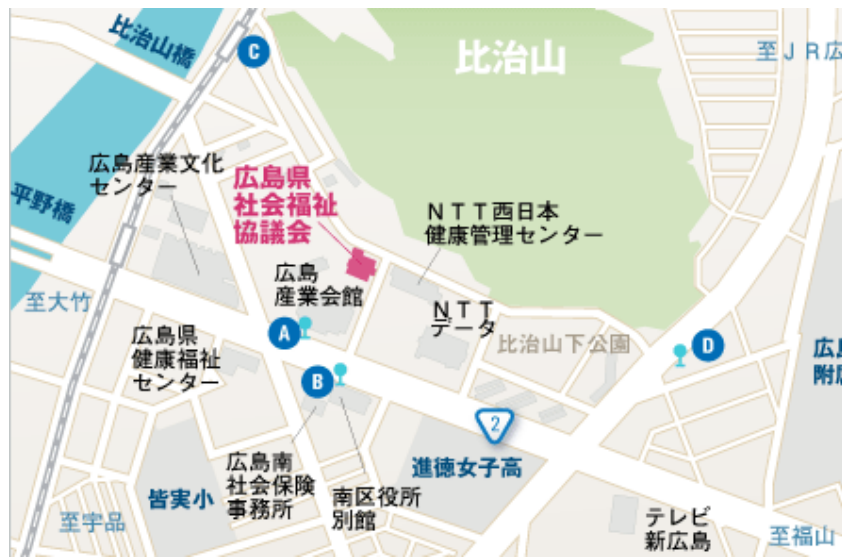 比治山橋
C
比治山
至JR広
広島産業文化
センター
広島県
社会福祉
協議会
平野橋
NTT西日本
健康管理センター
至大竹
広島
産業会館
NTT
データ
A
比治山下公園
D
広島県
健康福祉
センター
B
広島
附属
2
広島南
社会保険
事務所
進徳女子高
皆実小
南区役所
別館
至宇品
テレビ
新広島
至福山